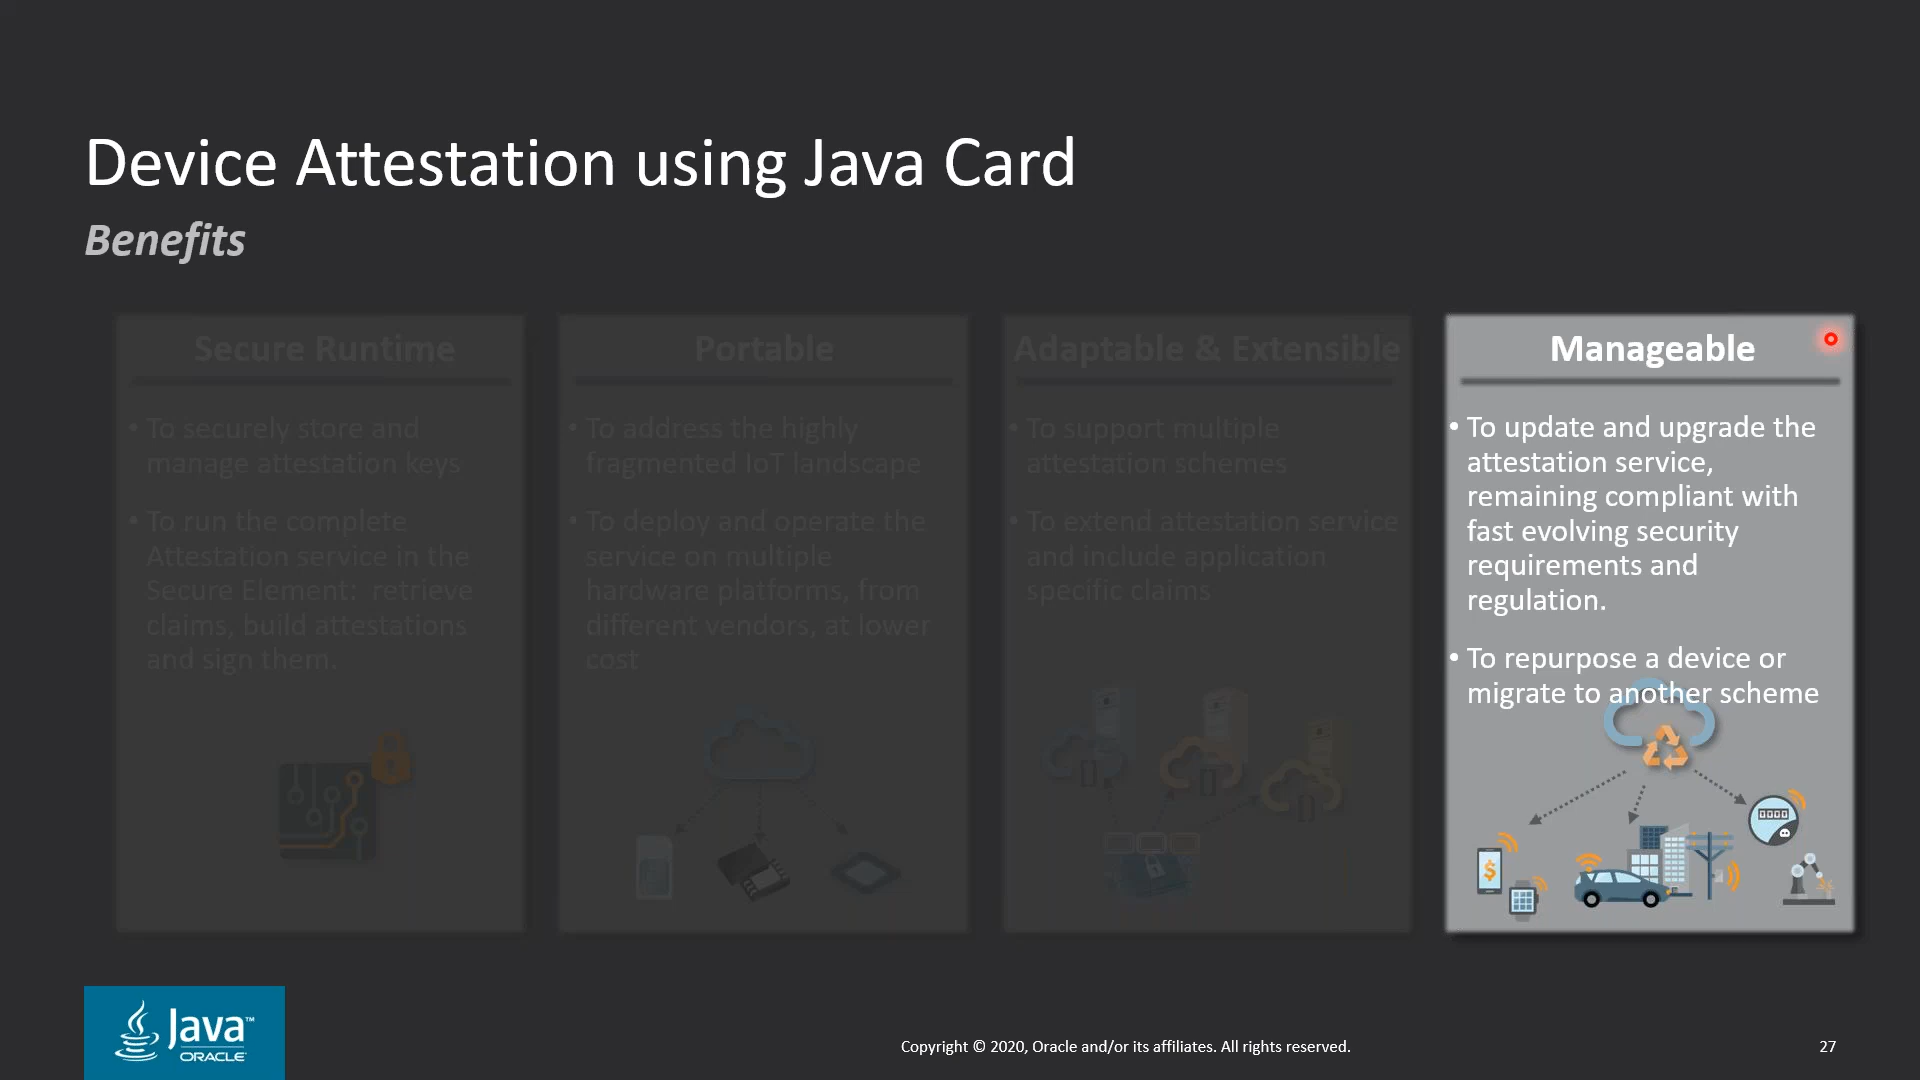 Device Attestation using Java Card
Benefits
Secure Runtime
• To securely store and
manage attestation keys
• To run the complete
Attestation service in the
Secure Element: retrieve
claims, build attestations
and sign them.
Portable
• To address the highly
fragmented IoT landscape
• To deploy and operate the
service on multiple
hardware platforms, from
different vendors, at lower
cost
Adaptable & Extensible
• To support multiple
attestation schemes
• To extend attestation service
and include application
specific claims
Manageable
• To update and upgrade the
attestation service,
remaining compliant with
fast evolving security
requirements and
regulation.
• To repurpose a device or
migrate to another scheme
$
Java™
ORACLE
Copyright © 2020, Oracle and/or its affiliates. All rights reserved.
27